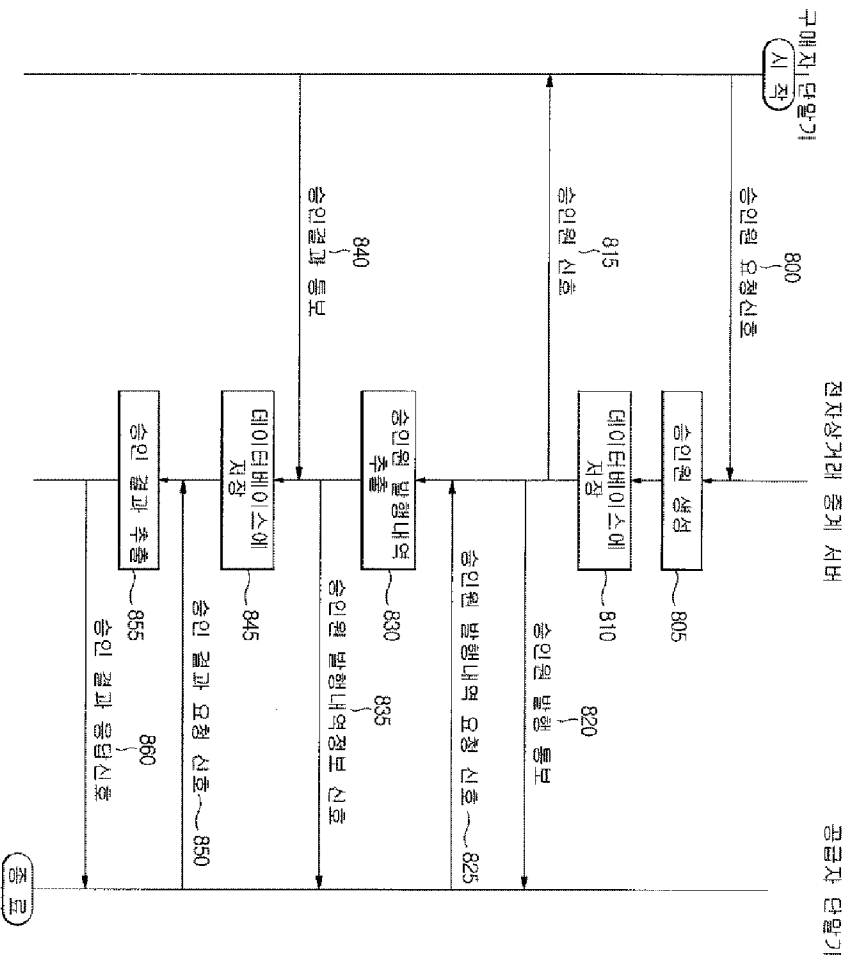 구매자 단말기
전자상거래 중계 서버
공급자 단말기
시 작
800
승인원 요청신호
승인원 생성
805
데이터베이스에
저장
810
815
승인원 신호
820
승인원 발행 통보
승인원 발행내역 요청 신호
825
승인원 발행내역
추출
830
835
승인원 발행내역정보 신호
840
승인결과 통보
데이터베이스에
저장
845
승인 결과 요청 신호
850
승인 결과 추출
855
860
승인 결과 응답신호
종 료